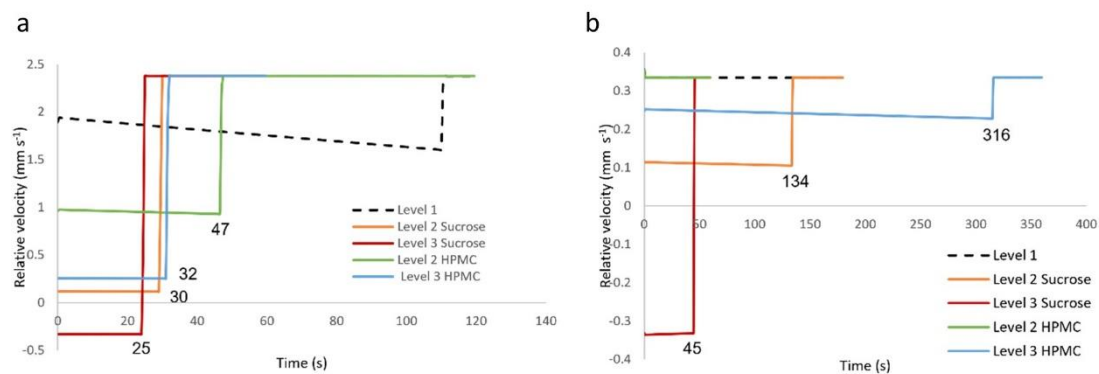 a
Relative velocity (mm s⁻¹)
2.5
2
1.5
1
0.5
0
-0.5
0
20
40
60
80
100
120
140
Time (s)
47
32
30
25
Level 1
Level 2 Sucrose
Level 3 Sucrose
Level 2 HPMC
Level 3 HPMC
b
Relative velocity (mm s⁻¹)
0.4
0.3
0.2
0.1
0
-0.1
-0.2
-0.3
-0.4
0
50
100
150
200
250
300
350
400
Time (s)
316
134
45
Level 1
Level 2 Sucrose
Level 3 Sucrose
Level 2 HPMC
Level 3 HPMC